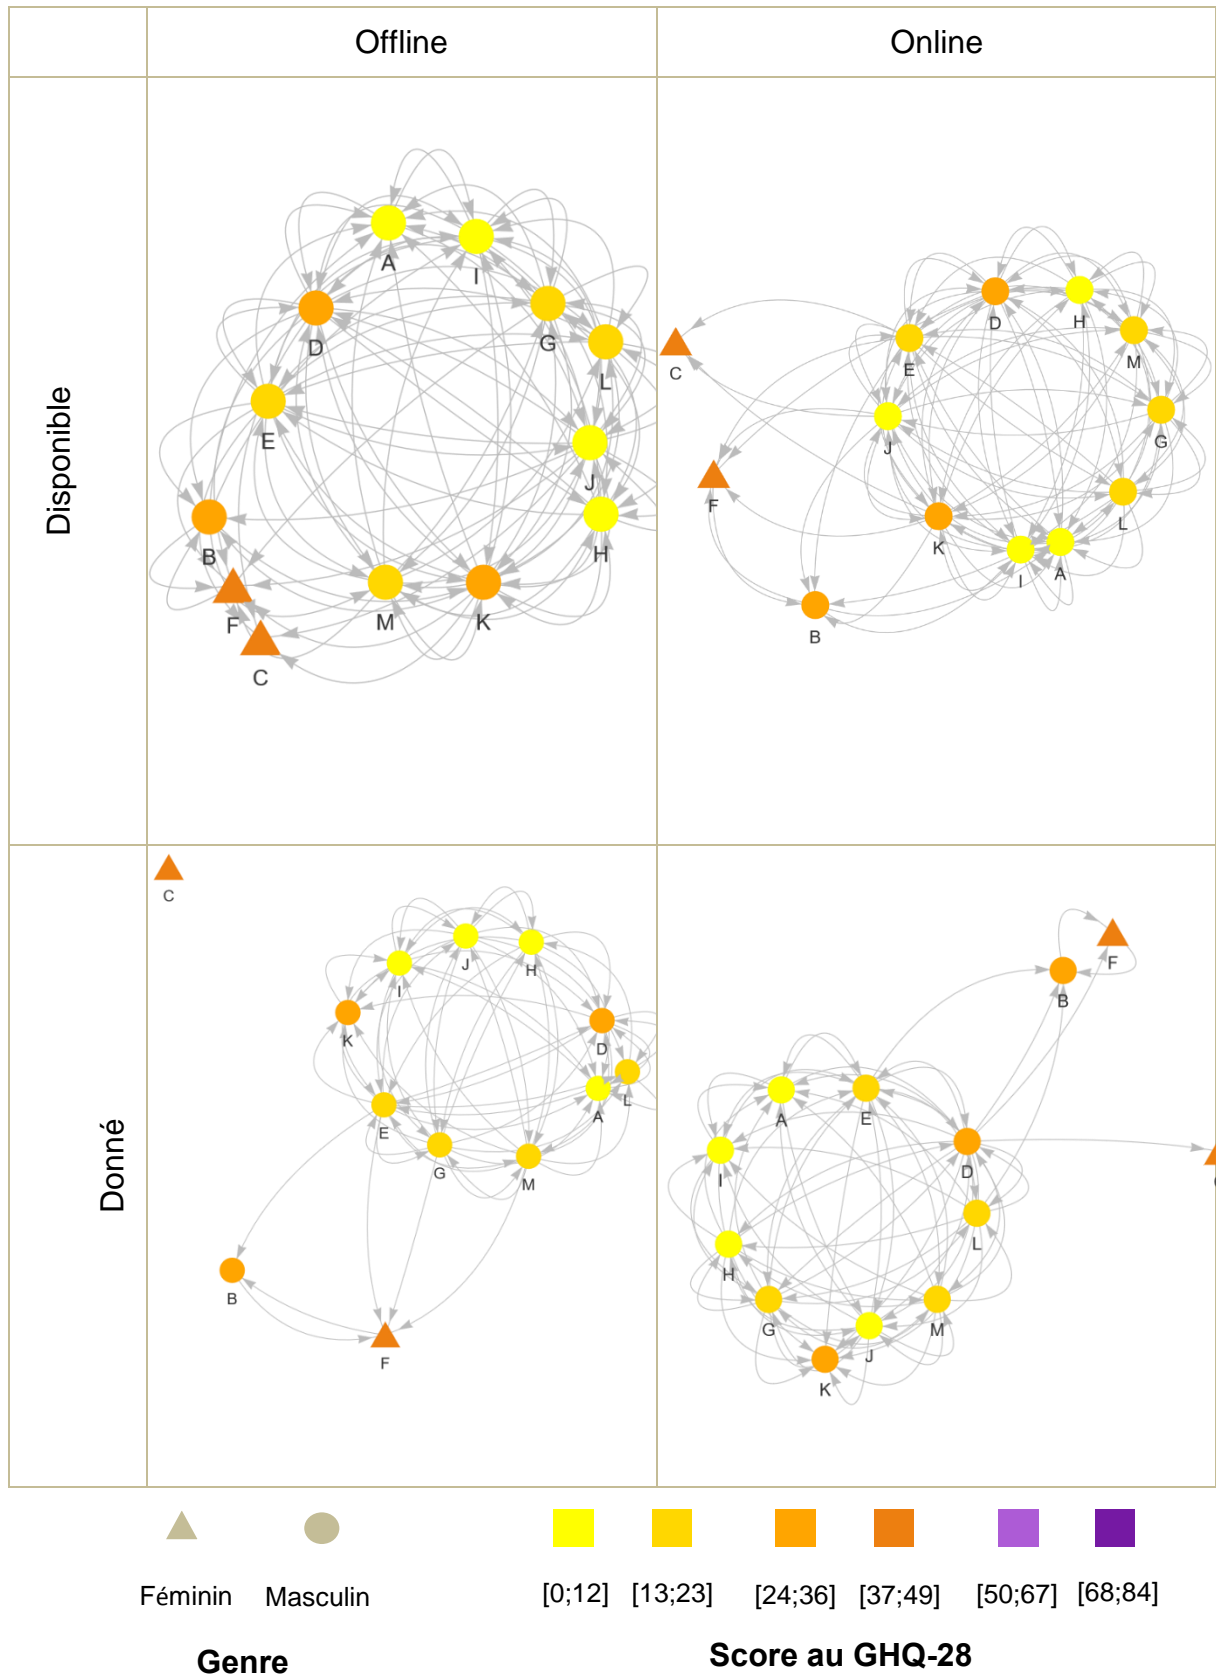 Offline
Online
Disponible
A
I
D
G
L
E
J
H
B
F
M
K
C
D
H
M
C
E
G
J
F
L
K
I
A
B
Donné
C
J
H
I
K
D
A
L
E
G
M
B
F
F
B
A
E
D
I
L
H
G
M
J
K
Féminin
Masculin
[0;12]
[13;23]
[24;36]
[37;49]
[50;67]
[68;84]
Genre
Score au GHQ-28